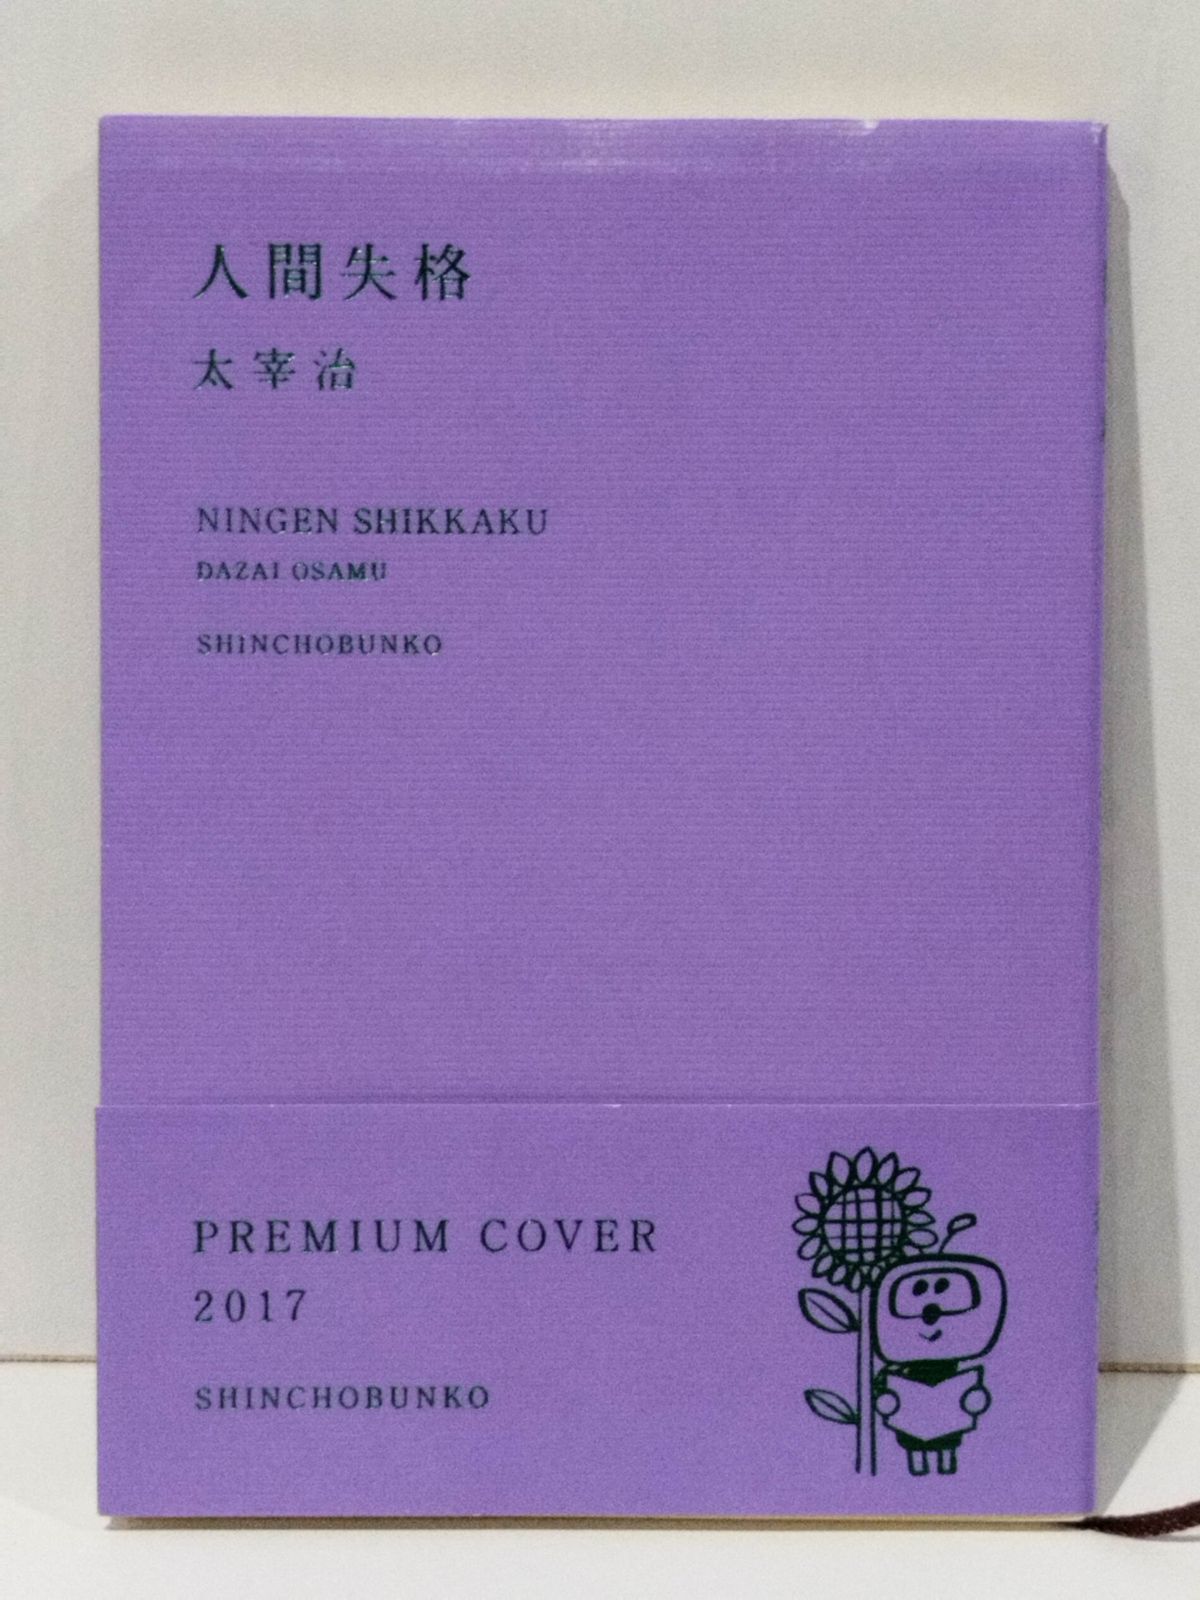 人間失格
太宰治
NINGEN SHIKKAKU
DAZAI OSAMU
SHINCHOBUNKO
PREMIUM COVER
2017
SHINCHOBUNKO